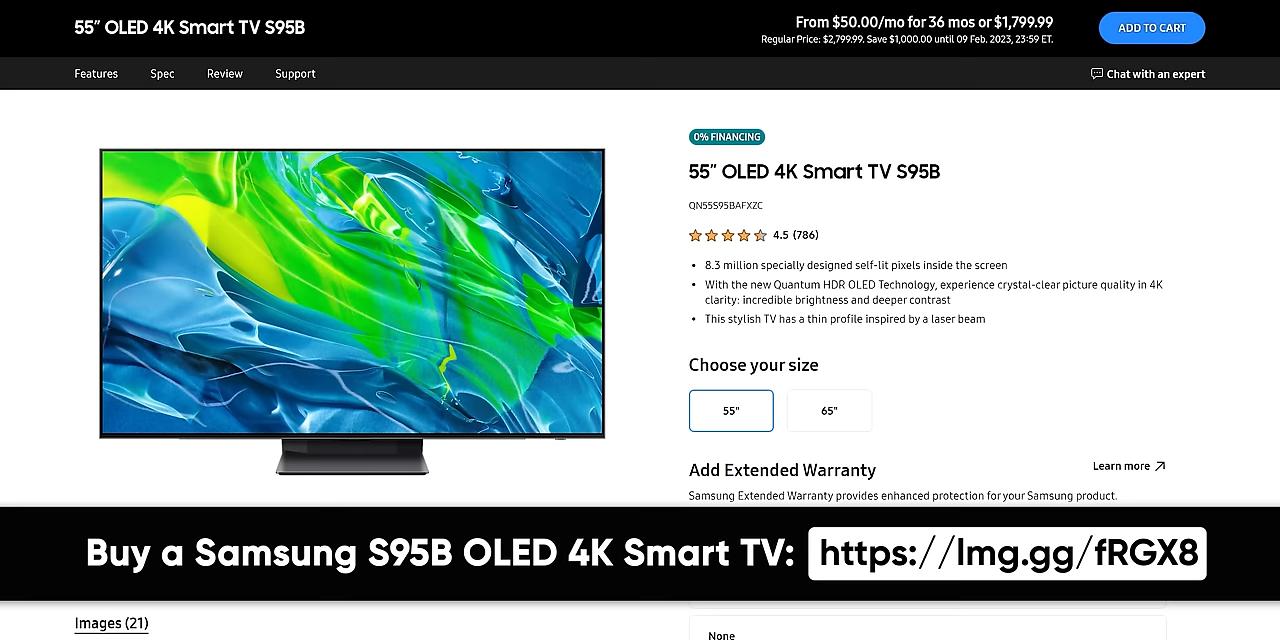 55" OLED 4K Smart TV S95B
From $50.00/mo for 36 mos or $1,799.99
Regular Price: $2,799.99. Save $1,000.00 until 09 Feb. 2023, 23:59 ET.
ADD TO CART
Features Spec Review Support
Chat with an expert
0% FINANCING
55" OLED 4K Smart TV S95B
QN55S95BAFXZC
4.5 (786)
• 8.3 million specially designed self-lit pixels inside the screen
• With the new Quantum HDR OLED Technology, experience crystal-clear picture quality in 4K
clarity: incredible brightness and deeper contrast
• This stylish TV has a thin profile inspired by a laser beam
Choose your size
55" 65"
Add Extended Warranty
Learn more
Samsung Extended Warranty provides enhanced protection for your Samsung product.
Buy a Samsung S95B OLED 4K Smart TV: https://lmg.gg/fRGX8
Images (21)
None